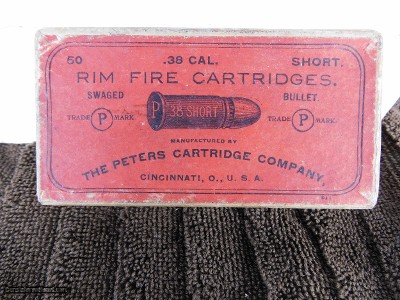 50 .38 CAL. SHORT.
RIM FIRE CARTRIDGES.
SWAGED BULLET.
TRADE P MARK. P 38 SHORT TRADE P MARK.
MANUFACTURED BY
THE PETERS CARTRIDGE COMPANY,
CINCINNATI, O., U. S. A.